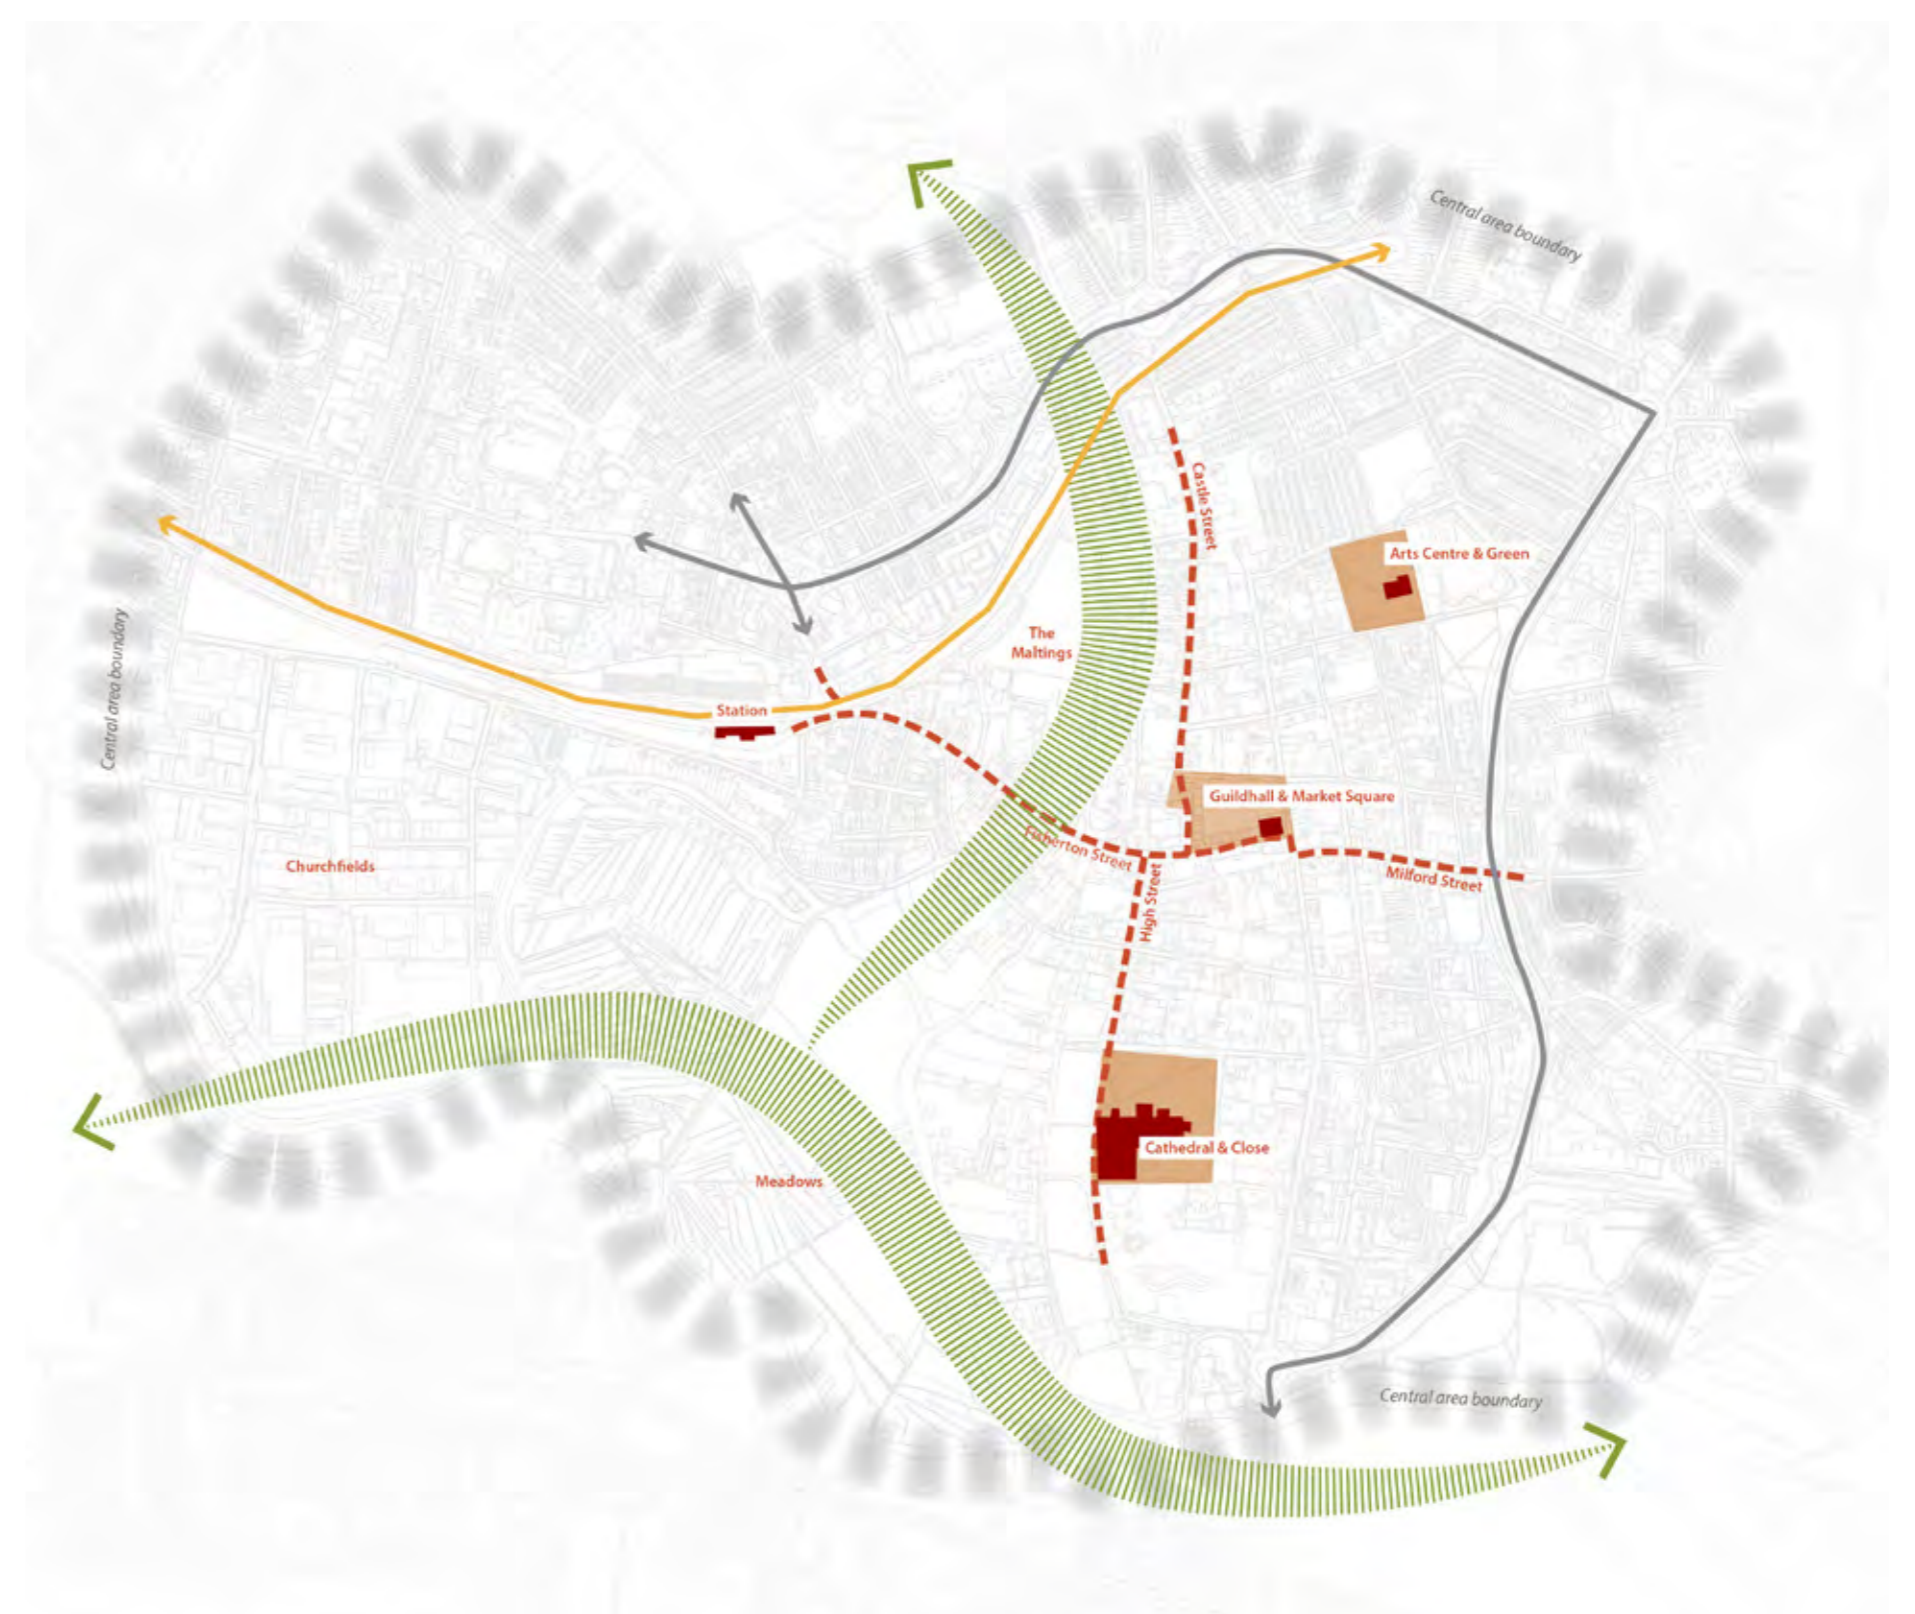 Central area boundary
Castle Street
Arts Centre & Green
The
Maltings
Station
Central area boundary
Guildhall & Market Square
Fisherton Street
Churchfields
Milford Street
High Street
Cathedral & Close
Meadows
Central area boundary